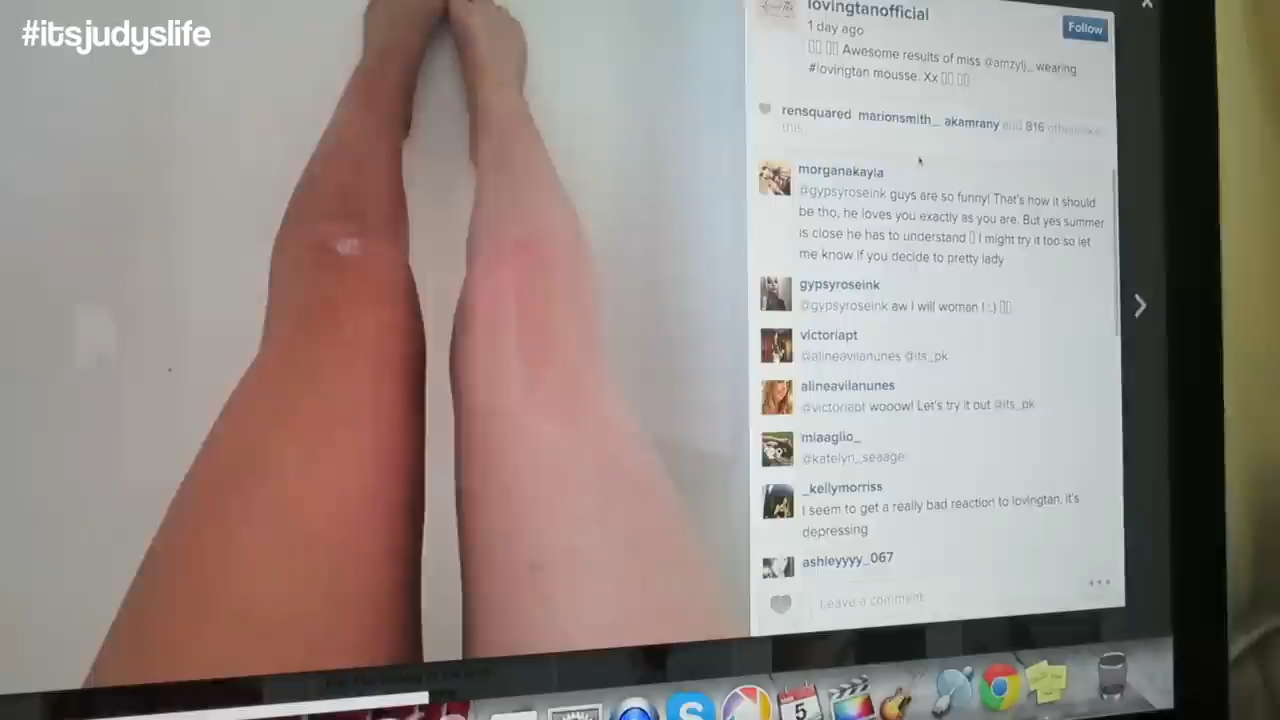 #itsjudyslife
lovingtanofficial
1 day ago
Follow
Awesome results of miss @amzylj_ wearing
#lovingtan mousse. Xx
rensquared marionsmith_ akamrany and 816 others like
this.
morganakayla
@gypsyroseink guys are so funny! That's how it should
be tho, he loves you exactly as you are. But yes summer
is close he has to understand I might try it too so let
me know if you decide to pretty lady
gypsyroseink
@gypsyroseink aw I will woman ! :)
victoriapt
@alineavilanunes @its_pk
alineavilanunes
@victoriapt wooow! Let's try it out @its_pk
miaaglio_
@katelyn_seaage
_kellymorriss
I seem to get a really bad reaction to lovingtan, it's
depressing
ashleyyyy_067
Leave a comment
5